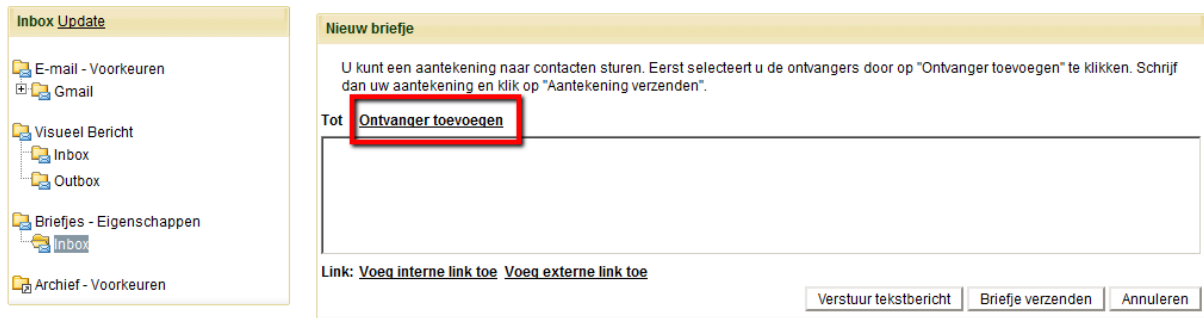 Inbox Update
E-mail - Voorkeuren
Gmail
Visueel Bericht
Inbox
Outbox
Briefjes - Eigenschappen
Inbox
Archief - Voorkeuren
Nieuw briefje
U kunt een aantekening naar contacten sturen. Eerst selecteert u de ontvangers door op "Ontvanger toevoegen" te klikken. Schrijf
dan uw aantekening en klik op "Aantekening verzenden".
Tot Ontvanger toevoegen
Link: Voeg interne link toe Voeg externe link toe
Verstuur tekstbericht Briefje verzenden Annuleren